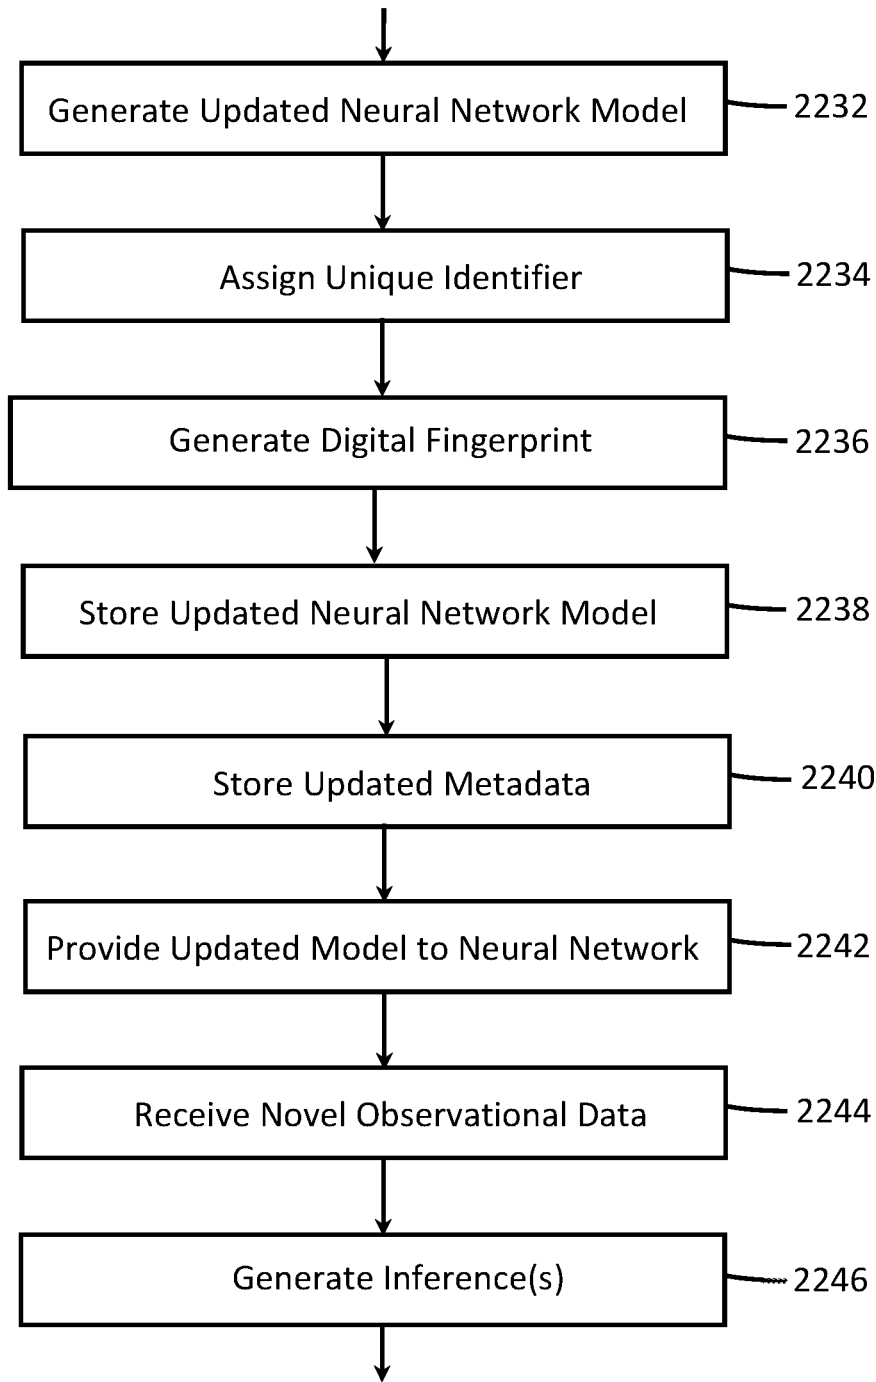 Generate Updated Neural Network Model 2232
Assign Unique Identifier 2234
Generate Digital Fingerprint 2236
Store Updated Neural Network Model 2238
Store Updated Metadata 2240
Provide Updated Model to Neural Network 2242
Receive Novel Observational Data 2244
Generate Inference(s) 2246